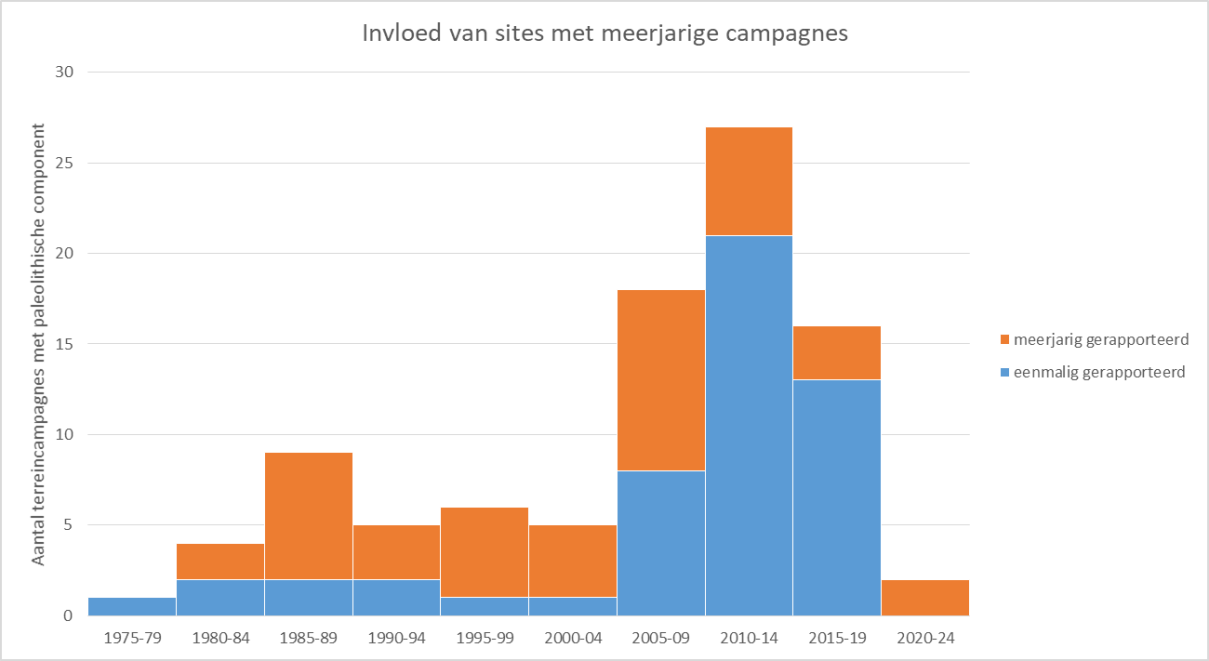 Invloed van sites met meerjarige campagnes
Aantal terreincampagnes met paleolithische component
30
25
20
15
10
5
0
1975-79 1980-84 1985-89 1990-94 1995-99 2000-04 2005-09 2010-14 2015-19 2020-24
meerjarig gerapporteerd
eenmalig gerapporteerd